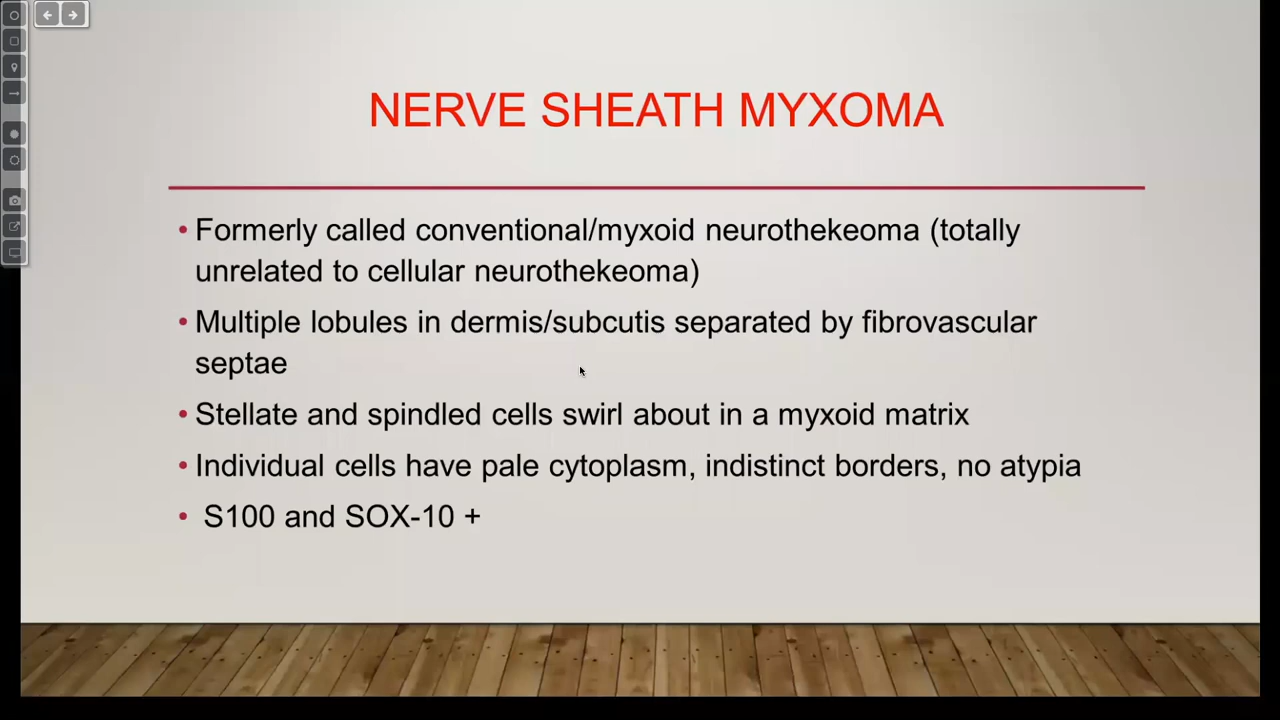 NERVE SHEATH MYXOMA
•Formerly called conventional/myxoid neurothekeoma (totally
unrelated to cellular neurothekeoma)
•Multiple lobules in dermis/subcutis separated by fibrovascular
septae
•Stellate and spindled cells swirl about in a myxoid matrix
•Individual cells have pale cytoplasm, indistinct borders, no atypia
• S100 and SOX-10 +